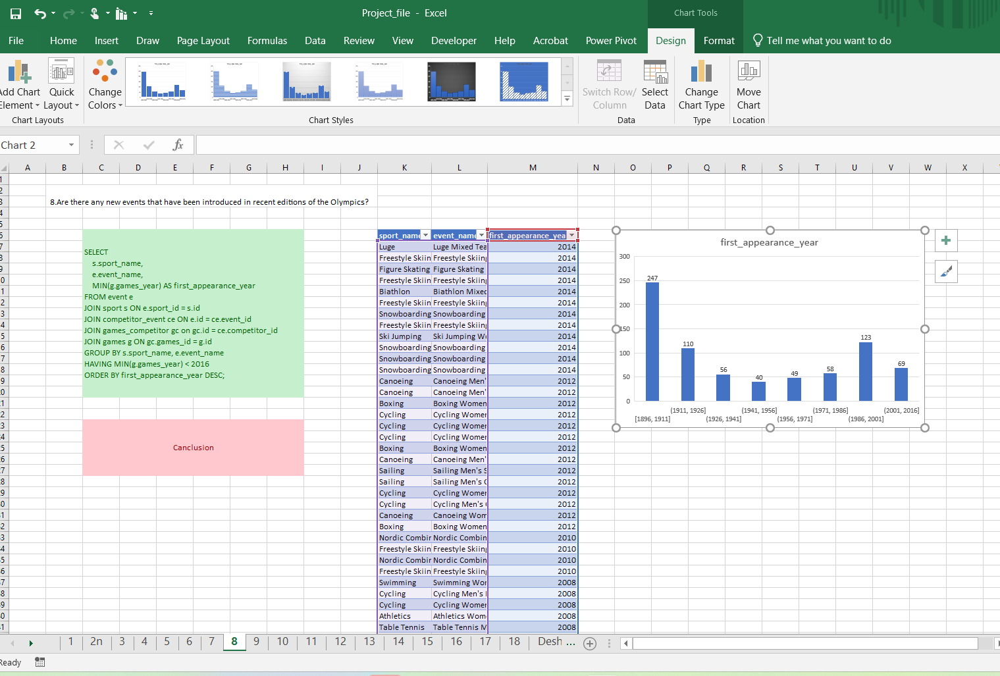 Project_file - Excel
Chart Tools
File Home Insert Draw Page Layout Formulas Data Review View Developer Help Acrobat Power Pivot Design Format Tell me what you want to do
Add Chart Element
Quick Layout
Change Colors
Switch Row/ Column
Select Data
Change Chart Type
Move Chart
Chart Layouts
Chart Styles
Data
Type
Location
Chart 2
fx
A B C D E F G H I J K L M N O P Q R S T U V W X
8.Are there any new events that have been introduced in recent editions of the Olympics?
SELECT
s.sport_name,
e.event_name,
MIN(g.games_year) AS first_appearance_year
FROM event e
JOIN sport s ON e.sport_id = s.id
JOIN competitor_event ce ON e.id = ce.event_id
JOIN games_competitor gc on gc.id = ce.competitor_id
JOIN games g ON gc.games_id = g.id
GROUP BY s.sport_name, e.event_name
HAVING MIN(g.games_year) < 2016
ORDER BY first_appearance_year DESC;
Canclusion
sport_name event_name first_appearance_yea
Luge Luge Mixed Tea 2014
Freestyle Skiin Freestyle Skiing 2014
Figure Skating Figure Skating 2014
Freestyle Skiin Freestyle Skiing 2014
Biathlon Biathlon Mixed 2014
Freestyle Skiin Freestyle Skiing 2014
Snowboarding Snowboarding 2014
Freestyle Skiin Freestyle Skiing 2014
Ski Jumping Ski Jumping Wo 2014
Snowboarding Snowboarding 2014
Snowboarding Snowboarding 2014
Snowboarding Snowboarding 2014
Canoeing Canoeing Men' 2012
Canoeing Canoeing Men' 2012
Boxing Boxing Women 2012
Cycling Cycling Women 2012
Cycling Cycling Women 2012
Cycling Cycling Women 2012
Boxing Boxing Women 2012
Canoeing Canoeing Men' 2012
Sailing Sailing Men's S 2012
Sailing Sailing Men's 2012
Cycling Cycling Women 2012
Cycling Cycling Men's 2012
Canoeing Canoeing Wom 2012
Boxing Boxing Women 2012
Nordic Combin Nordic Combin 2010
Freestyle Skiin Freestyle Skiing 2010
Nordic Combin Nordic Combin 2010
Freestyle Skiin Freestyle Skiing 2010
Swimming Swimming Wor 2008
Cycling Cycling Men's 2008
Cycling Cycling Women 2008
Athletics Athletics Wom 2008
Table Tennis Table Tennis M 2008
first_appearance_year
300
250
200
150
100
50
0
247 110 56 40 49 58 123 69
[1896, 1911] (1911, 1926] (1926, 1941] (1941, 1956] (1956, 1971] (1971, 1986] (1986, 2001] (2001, 2016]
1 2n 3 4 5 6 7 8 9 10 11 12 13 14 15 16 17 18 Desh ...
Ready